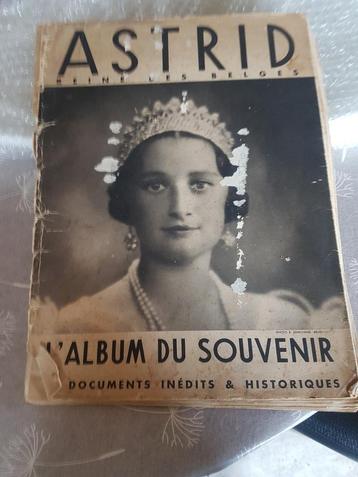 ASTRID
REINE DES BELGES
L'ALBUM DU SOUVENIR
DOCUMENTS INÉDITS & HISTORIQUES